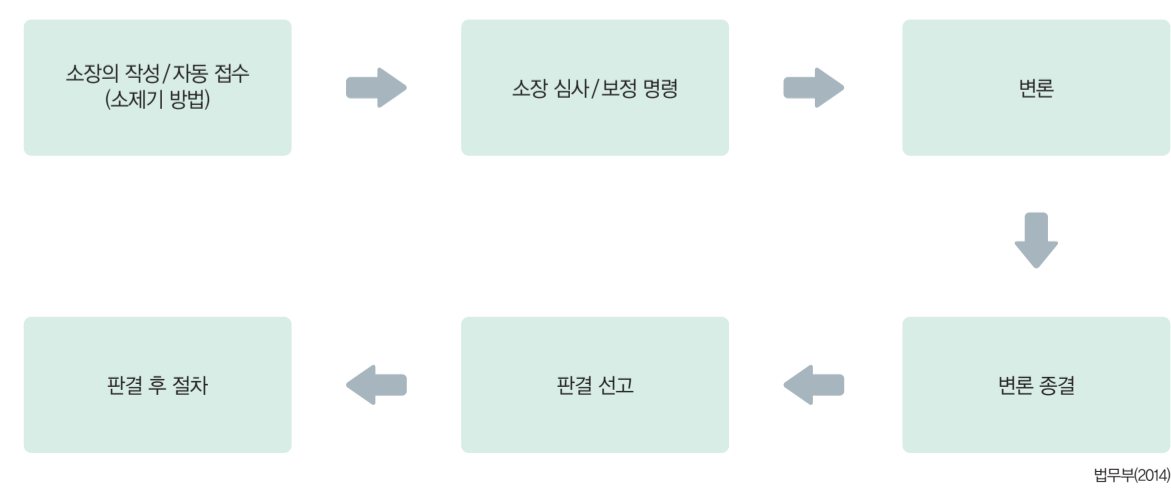 소장의 작성/자동 접수
(소제기 방법)
소장 심사/보정 명령
변론
변론 종결
판결 선고
판결 후 절차
법무부(2014)